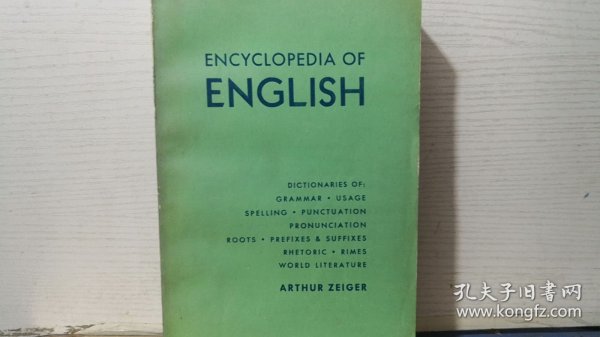 ENCYCLOPEDIA OF
ENGLISH
DICTIONARIES OF:
GRAMMAR • USAGE
SPELLING • PUNCTUATION
PRONUNCIATION
ROOTS • PREFIXES & SUFFIXES
RHETORIC • RIMES
WORLD LITERATURE
ARTHUR ZEIGER
孔夫子旧书网
www.kongfz.com